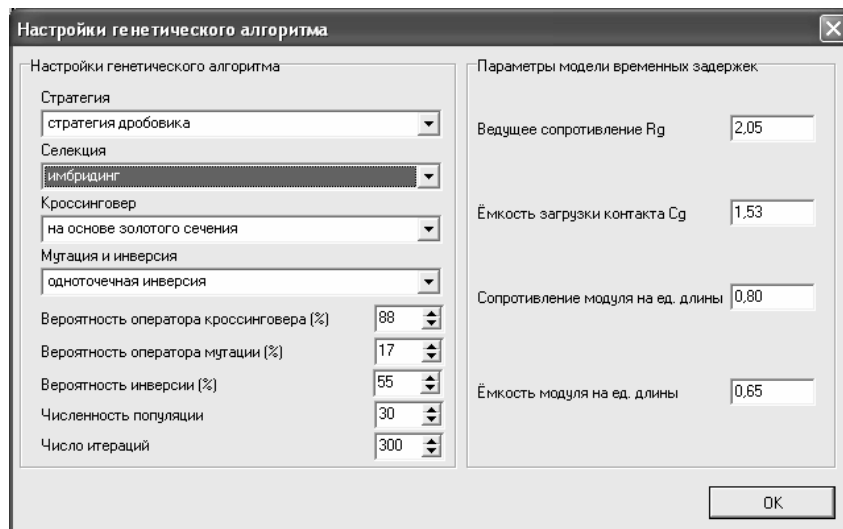 Настройки генетического алгоритма
Настройки генетического алгоритма
Стратегия
стратегия дробовика
Селекция
имбридинг
Кроссинговер
на основе золотого сечения
Мутация и инверсия
одноточечная инверсия
Вероятность оператора кроссинговера (%) 88
Вероятность оператора мутации (%) 17
Вероятность инверсии (%) 55
Численность популяции 30
Число итераций 300
Параметры модели временных задержек
Ведущее сопротивление Rg 2,05
Ёмкость загрузки контакта Cg 1,53
Сопротивление модуля на ед. длины 0,80
Ёмкость модуля на ед. длины 0,65
OK